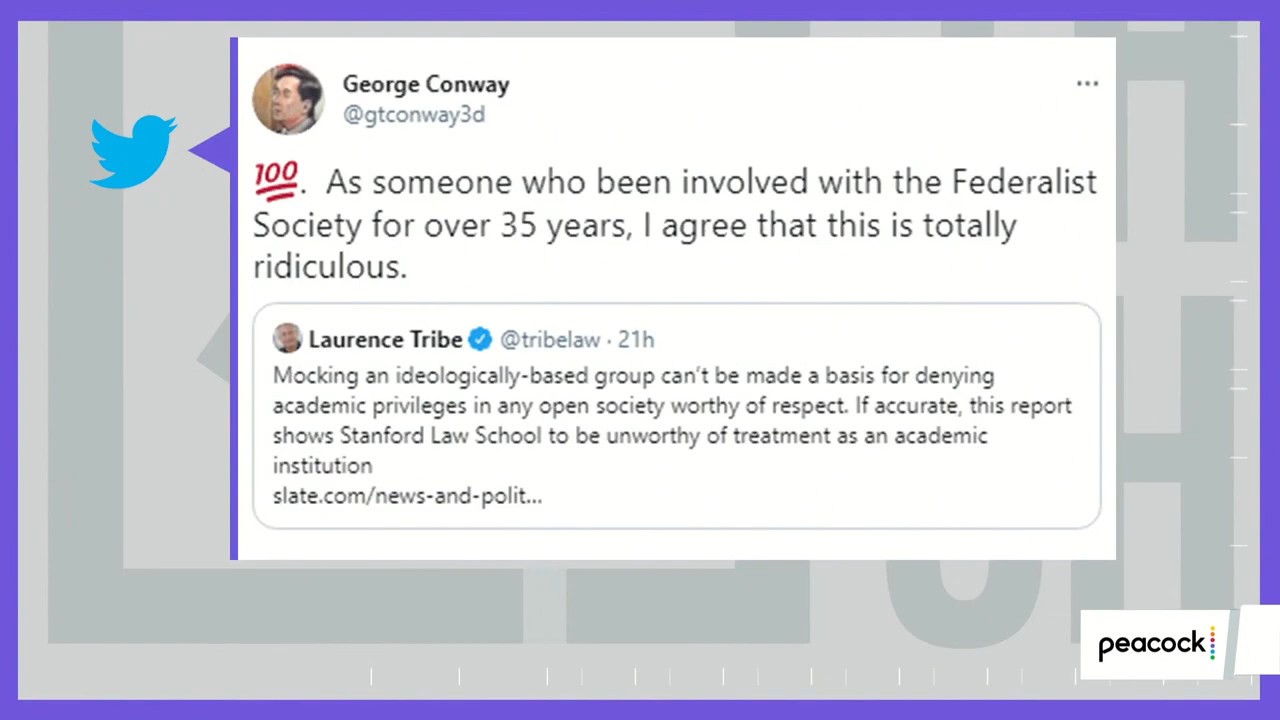 George Conway
@gtconway3d
💯. As someone who been involved with the Federalist
Society for over 35 years, I agree that this is totally
ridiculous.
Laurence Tribe @tribelaw · 21h
Mocking an ideologically-based group can't be made a basis for denying
academic privileges in any open society worthy of respect. If accurate, this report
shows Stanford Law School to be unworthy of treatment as an academic
institution
slate.com/news-and-polit...
peacock